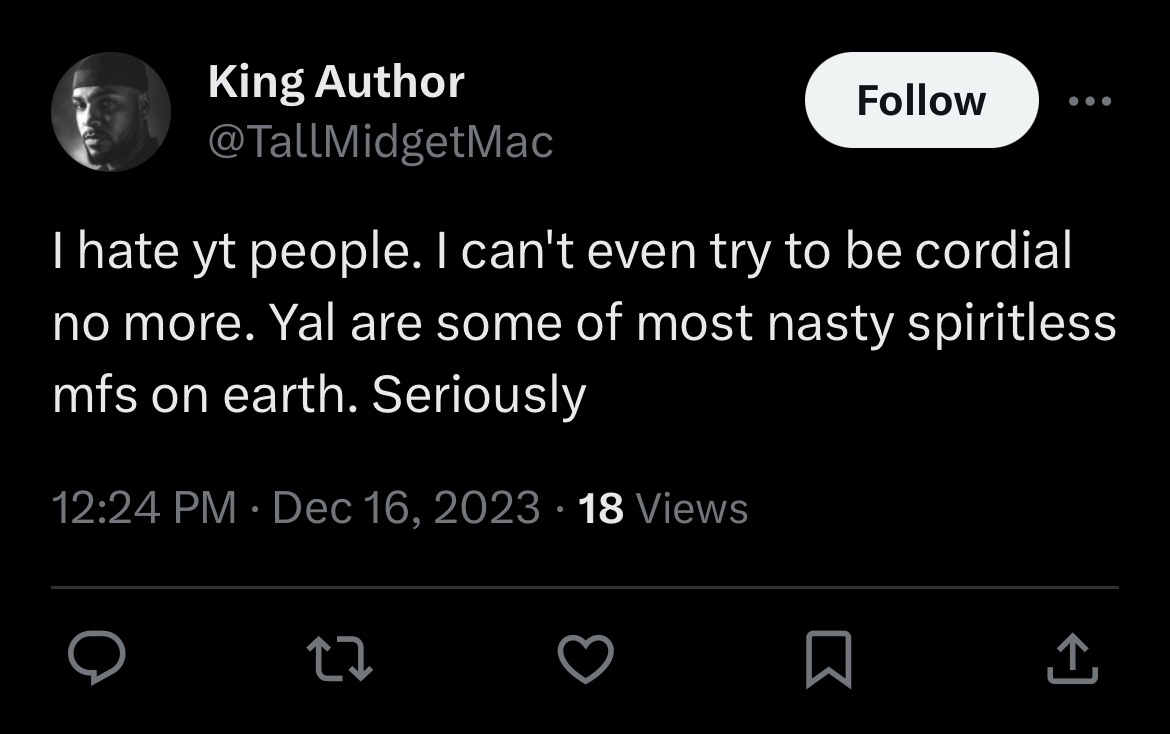 King Author
Follow
@TallMidgetMac
I hate yt people. I can't even try to be cordial
no more. Yal are some of most nasty spiritless
mfs on earth. Seriously
12:24 PM · Dec 16, 2023 · 18 Views